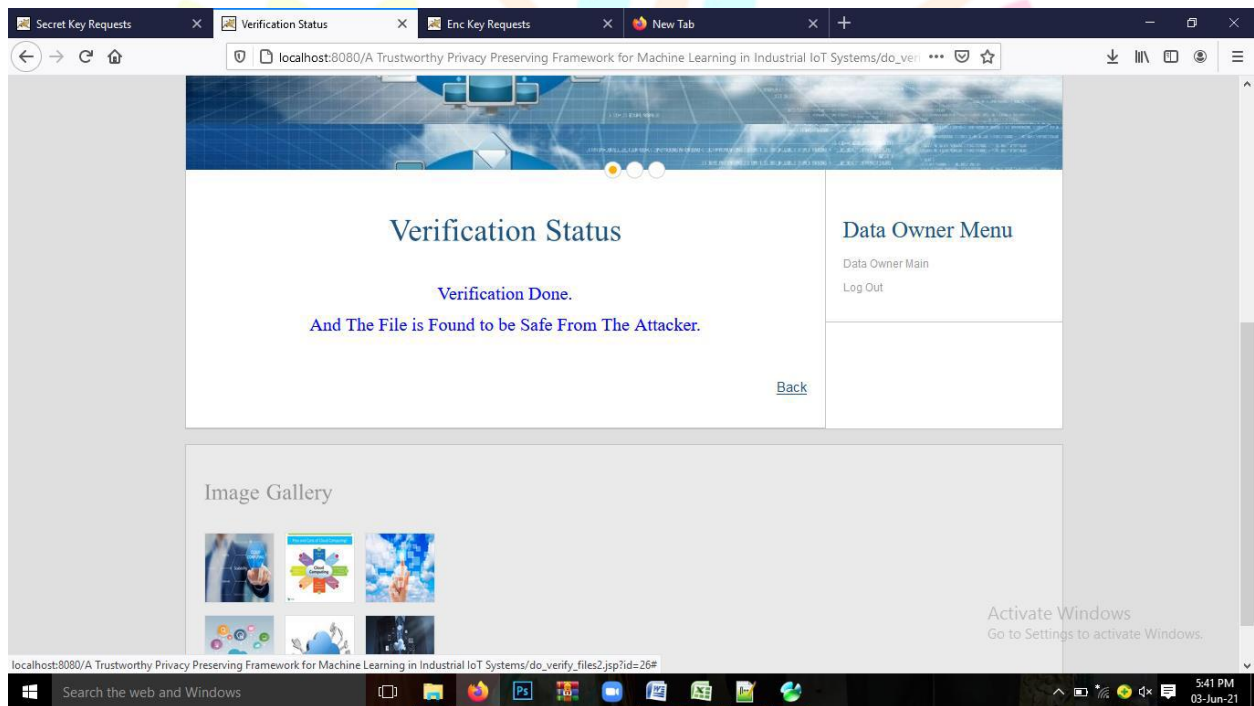 Secret Key Requests
Verification Status
Enc Key Requests
New Tab
localhost:8080/A Trustworthy Privacy Preserving Framework for Machine Learning in Industrial IoT Systems/do_veri
Verification Status
Verification Done.
And The File is Found to be Safe From The Attacker.
Back
Data Owner Menu
Data Owner Main
Log Out
Image Gallery
Cloud
Computing
Activate Windows
Go to Settings to activate Windows.
localhost:8080/A Trustworthy Privacy Preserving Framework for Machine Learning in Industrial IoT Systems/do_verify_files2.jsp?id=26#
Search the web and Windows
Ps
5:41 PM
03-Jun-21